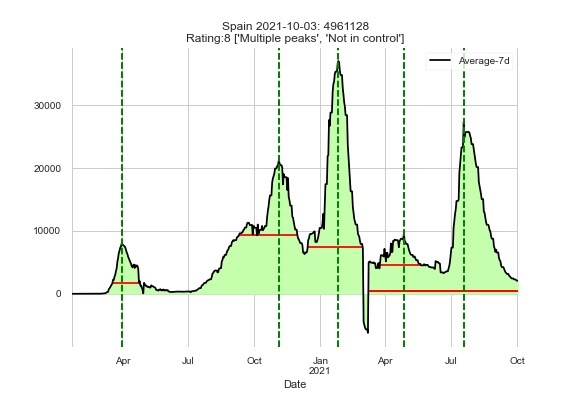 Spain 2021-10-03: 4961128
Rating:8 ['Multiple peaks', 'Not in control']
Average-7d
30000
20000
10000
0
Apr
Jul
Oct
Jan
2021
Apr
Jul
Oct
Date